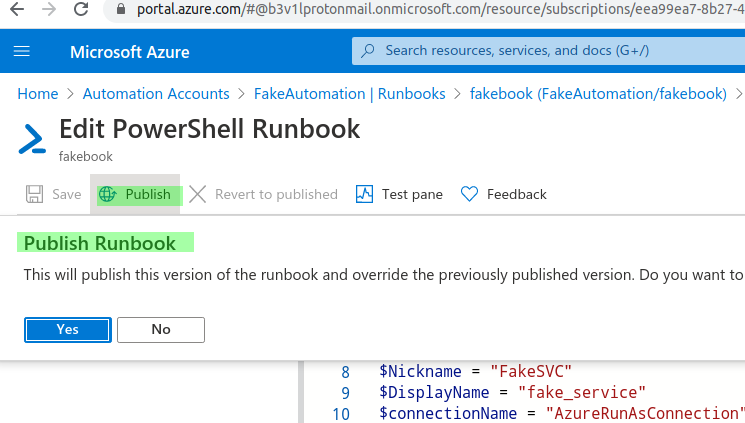 portal.azure.com/#@b3v1lprotonmail.onmicrosoft.com/resource/subscriptions/eea99ea7-8b27-4
Microsoft Azure
Search resources, services, and docs (G+/)
Home > Automation Accounts > FakeAutomation | Runbooks > fakebook (FakeAutomation/fakebook) >
Edit PowerShell Runbook
fakebook
Save Publish Revert to published Test pane Feedback
Publish Runbook
This will publish this version of the runbook and override the previously published version. Do you want to
Yes No
8 $Nickname = "FakeSVC"
9 $DisplayName = "fake_service"
10 $connectionName = "AzureRunAsConnection"